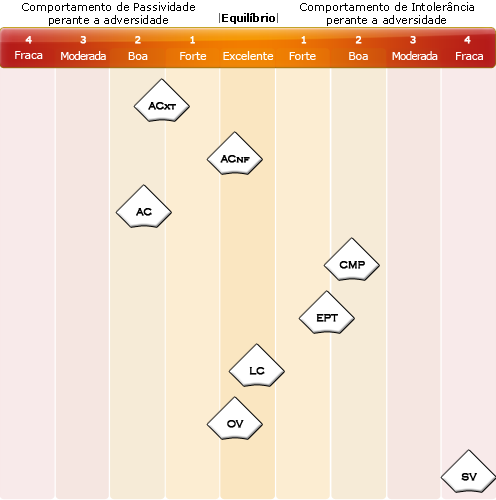 Comportamento de Passividade
perante a adversidade
|Equilíbrio|
Comportamento de Intolerância
perante a adversidade
4 3 2 1 1 2 3 4
Fraca Moderada Boa Forte Excelente Forte Boa Moderada Fraca
ACXT
ACNF
AC
CMP
EPT
LC
OV
SV